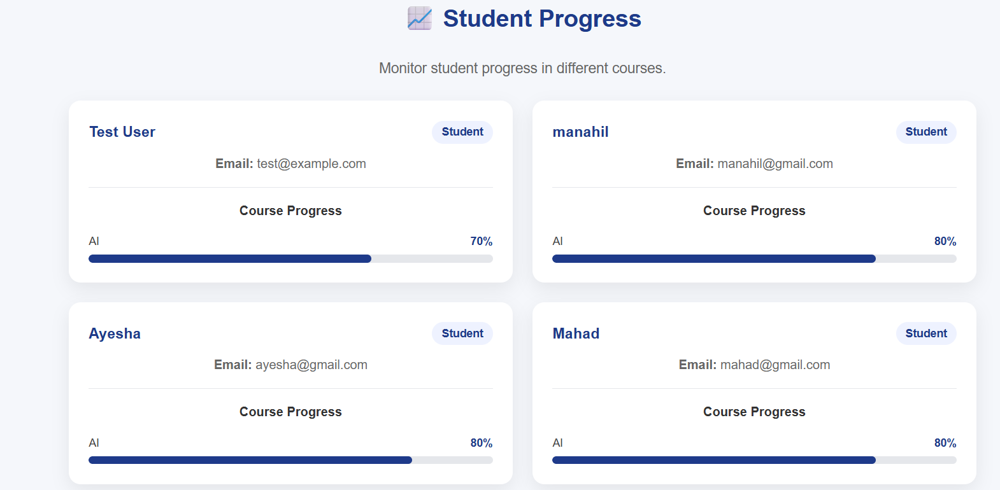 Student Progress
Monitor student progress in different courses.
Test User
Student
Email: test@example.com
Course Progress
AI
70%
manahil
Student
Email: manahil@gmail.com
Course Progress
AI
80%
Ayesha
Student
Email: ayesha@gmail.com
Course Progress
AI
80%
Mahad
Student
Email: mahad@gmail.com
Course Progress
AI
80%